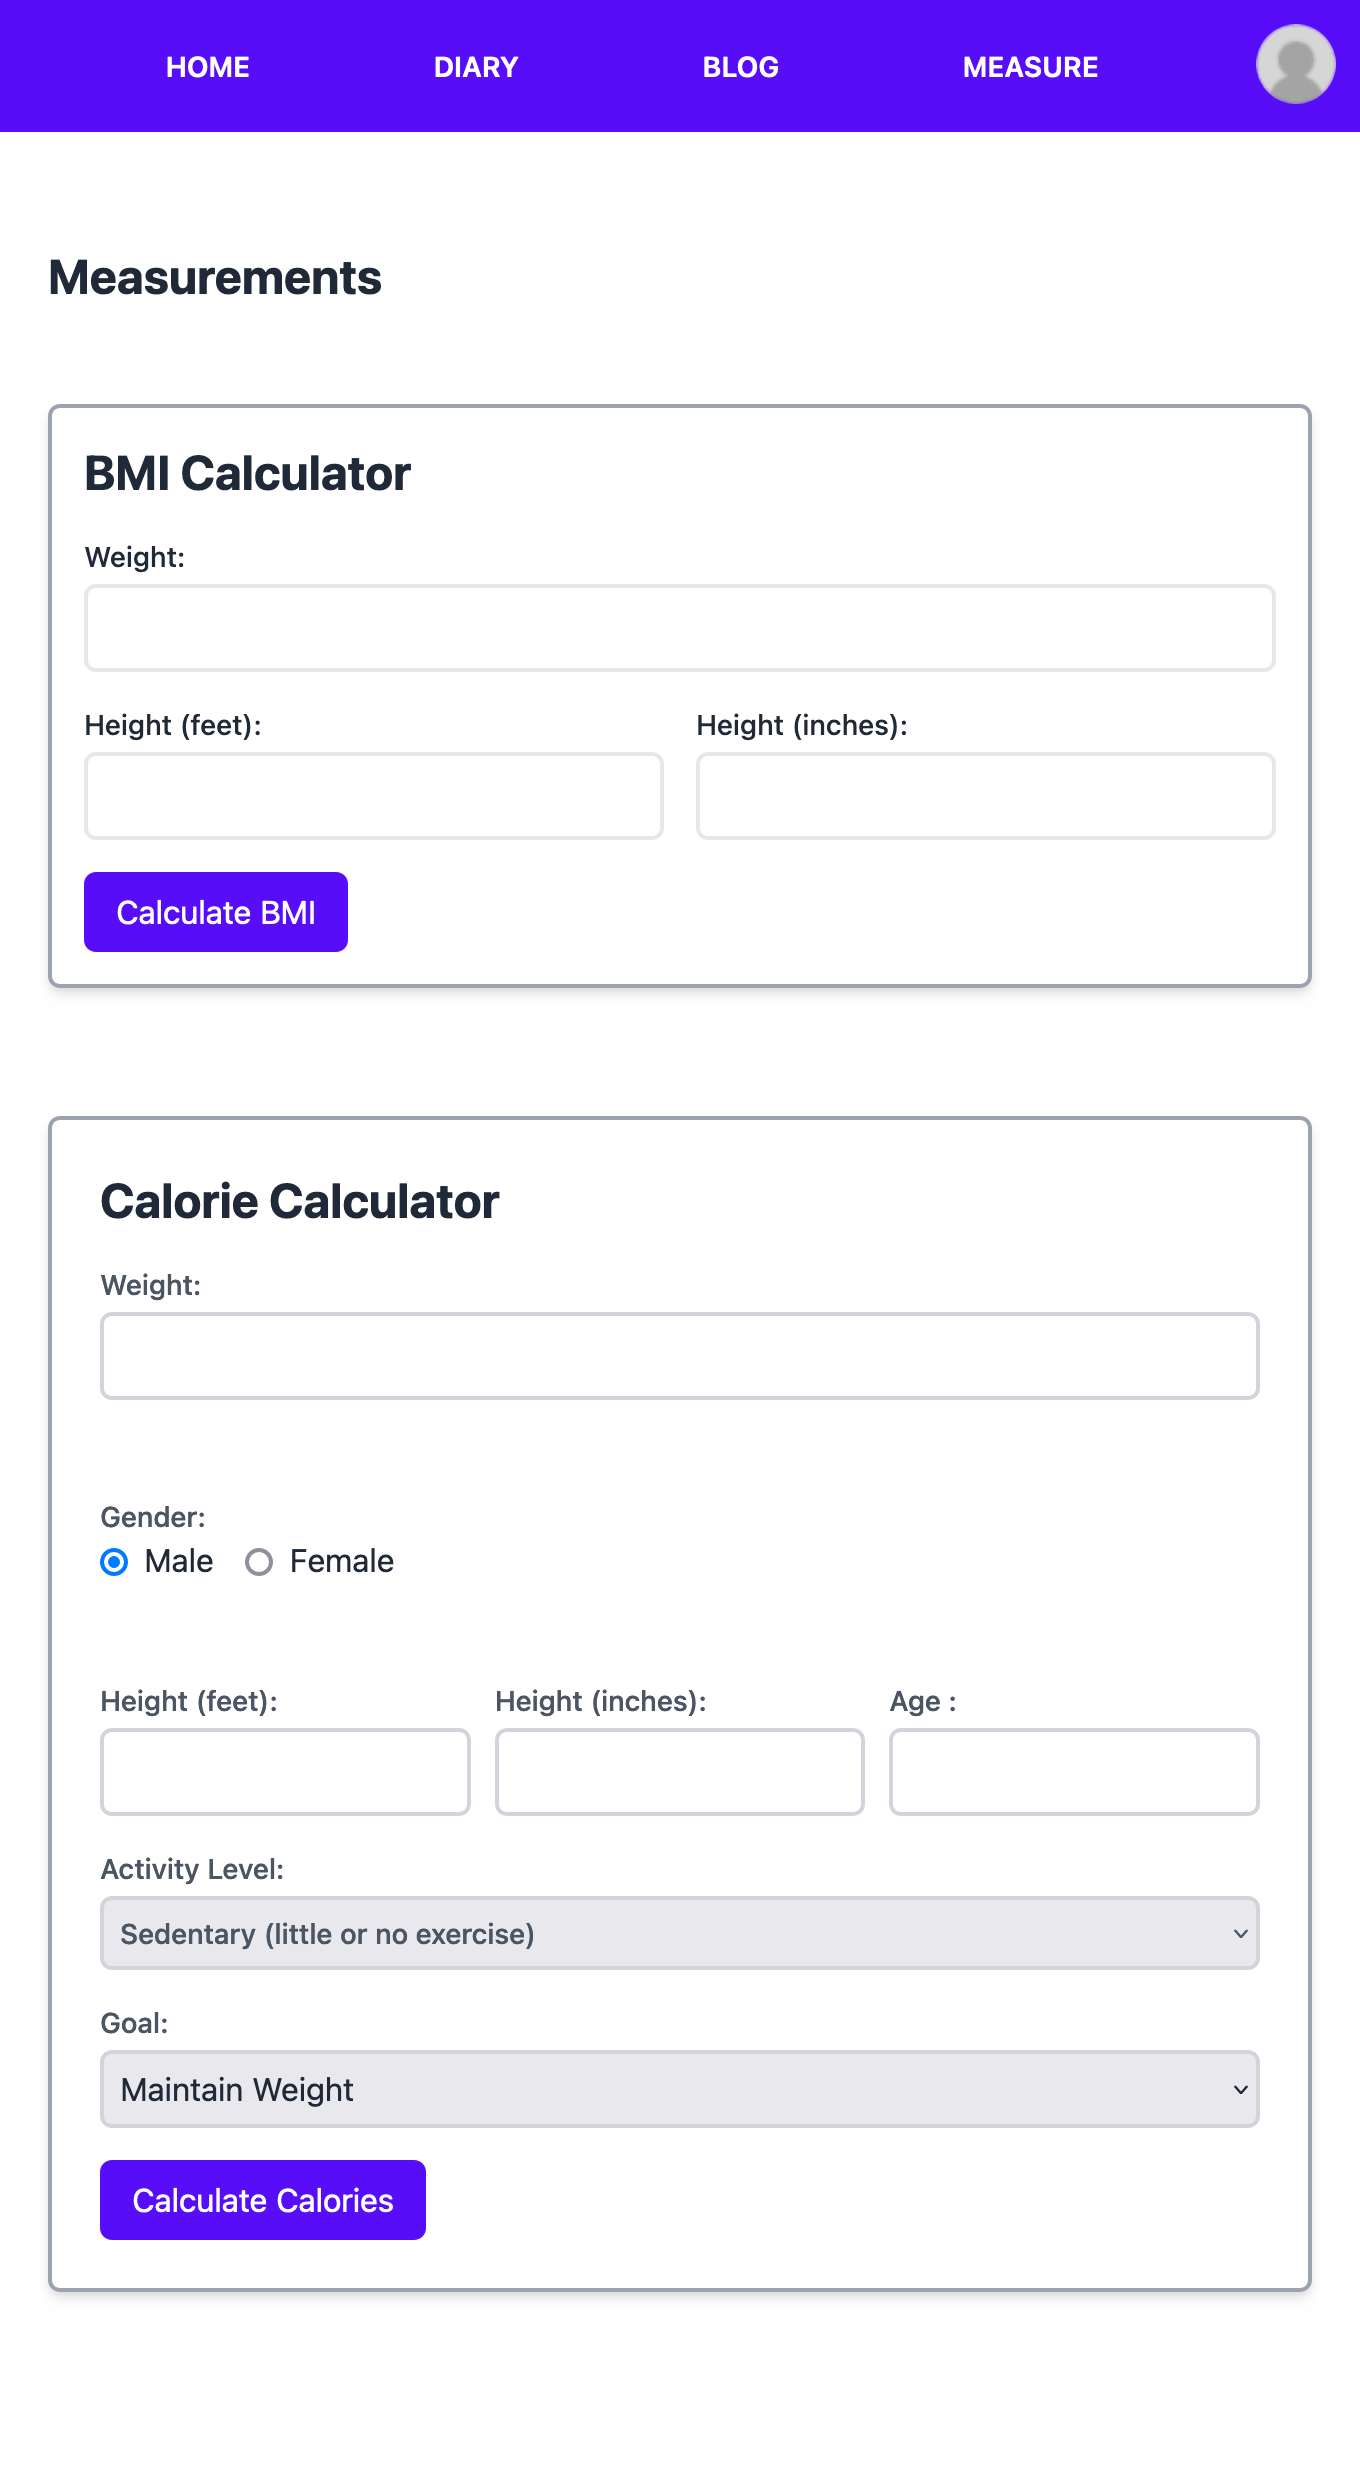 HOME DIARY BLOG MEASURE
Measurements
BMI Calculator
Weight:
Height (feet): Height (inches):
Calculate BMI
Calorie Calculator
Weight:
Gender:
Male Female
Height (feet): Height (inches): Age :
Activity Level:
Sedentary (little or no exercise)
Goal:
Maintain Weight
Calculate Calories